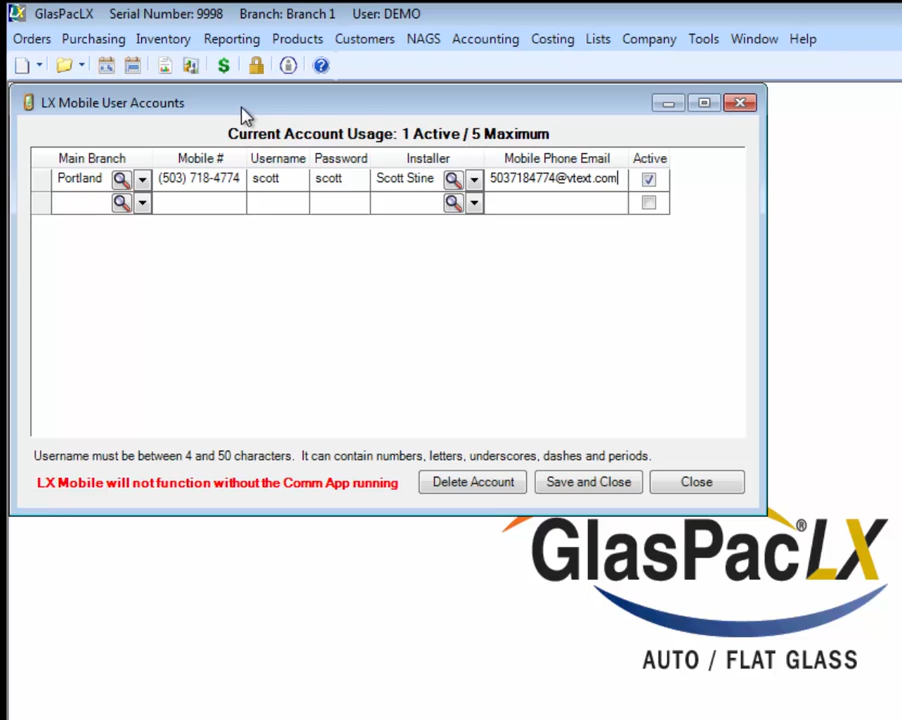 LX GlasPacLX Serial Number: 9998 Branch: Branch 1 User: DEMO
Orders Purchasing Inventory Reporting Products Customers NAGS Accounting Costing Lists Company Tools Window Help
LX Mobile User Accounts
Current Account Usage: 1 Active / 5 Maximum
Main Branch Mobile # Username Password Installer Mobile Phone Email Active
Portland (503) 718-4774 scott scott Scott Stine 5037184774@vtext.com
Username must be between 4 and 50 characters. It can contain numbers, letters, underscores, dashes and periods.
LX Mobile will not function without the Comm App running Delete Account Save and Close Close
GlasPacLX®
AUTO / FLAT GLASS